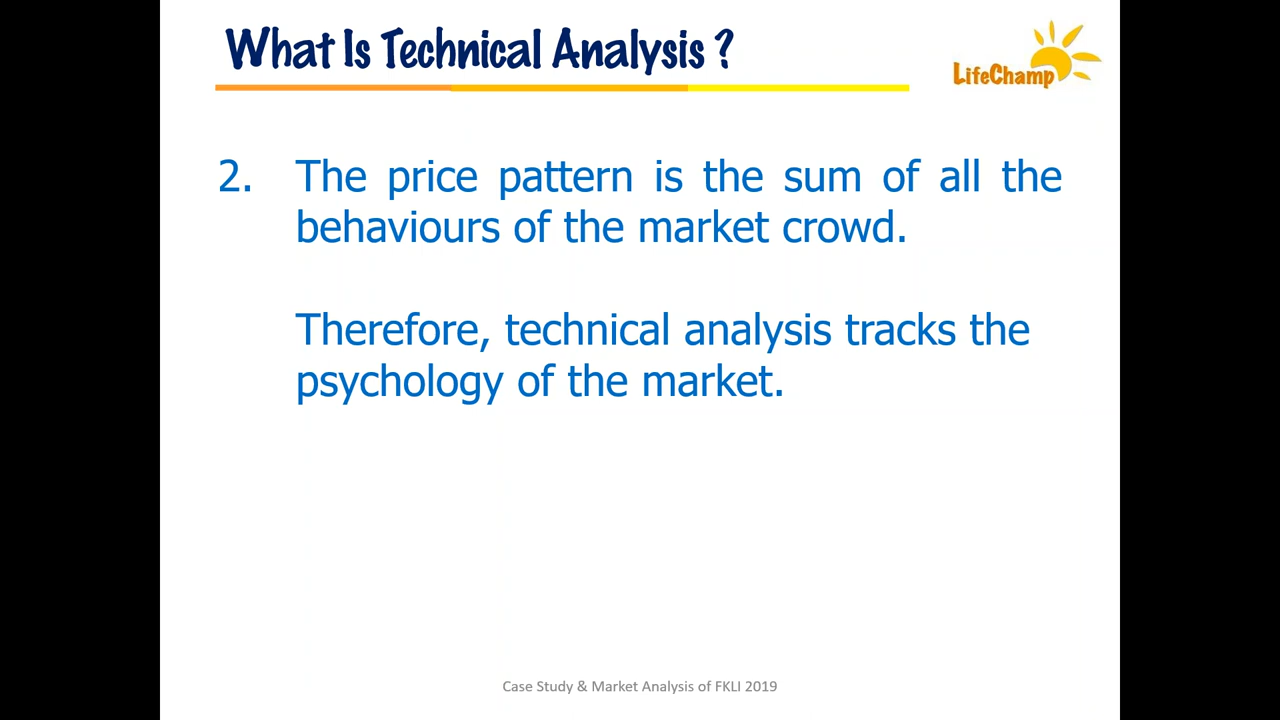 What Is Technical Analysis ?
LifeChamp
2. The price pattern is the sum of all the
behaviours of the market crowd.
Therefore, technical analysis tracks the
psychology of the market.
Case Study & Market Analysis of FKLI 2019